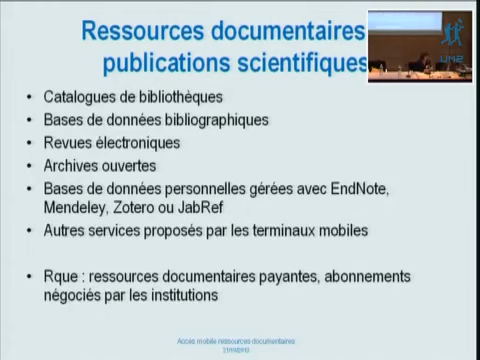 Ressources documentaires
publications scientifiques
• Catalogues de bibliothèques
• Bases de données bibliographiques
• Revues électroniques
• Archives ouvertes
• Bases de données personnelles gérées avec EndNote,
Mendeley, Zotero ou JabRef
• Autres services proposés par les terminaux mobiles
• Rque : ressources documentaires payantes, abonnements
négociés par les institutions
Accès mobile ressources documentaires
UM2